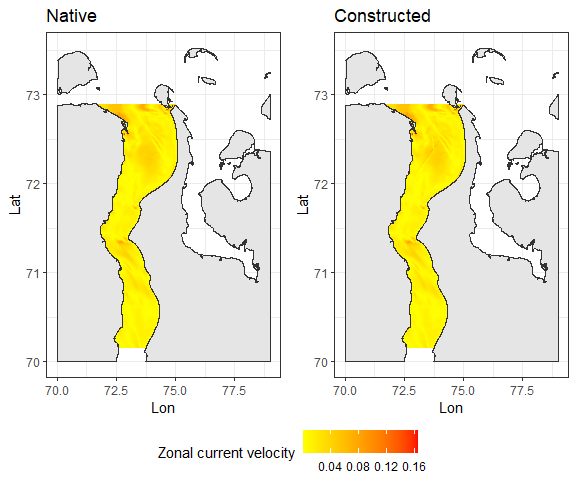 Native Constructed
73 73
72 72
71 71
70 70
Lat Lat
70.0 72.5 75.0 77.5 70.0 72.5 75.0 77.5
Lon Lon
Zonal current velocity
0.04 0.08 0.12 0.16